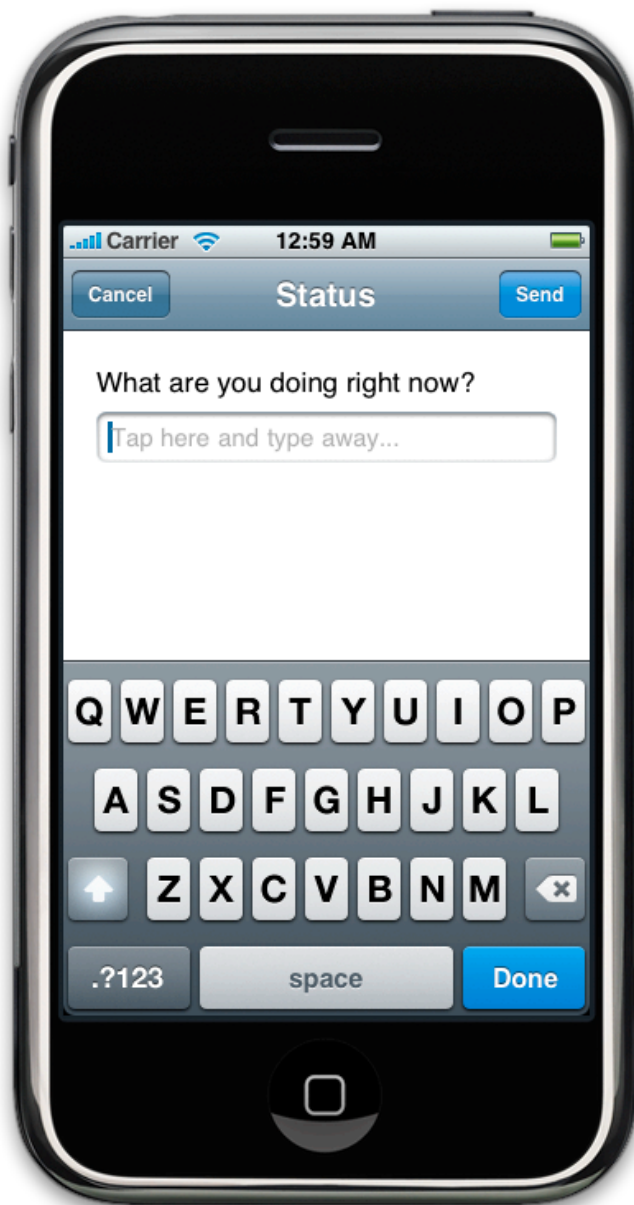 Carrier 12:59 AM
Cancel Status Send
What are you doing right now?
Tap here and type away...
Q W E R T Y U I O P
A S D F G H J K L
Z X C V B N M
.?123 space Done